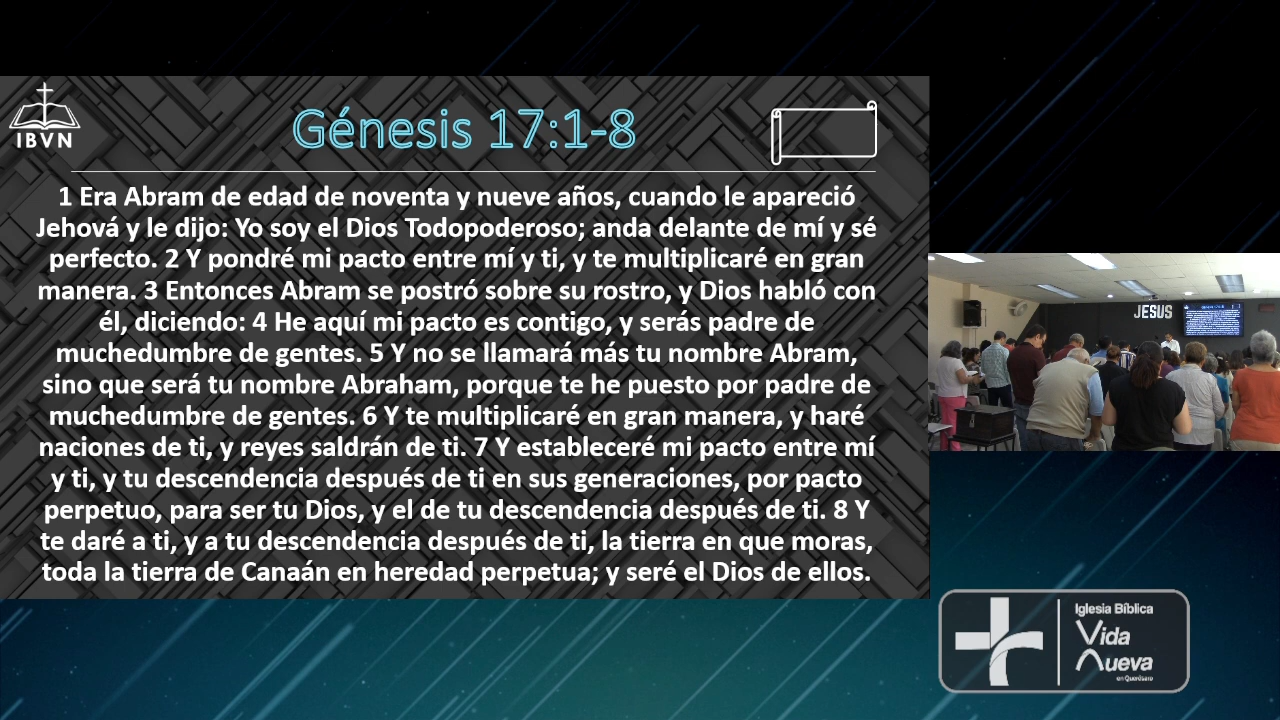 IBVN
Génesis 17:1-8
1 Era Abram de edad de noventa y nueve años, cuando le apareció
Jehová y le dijo: Yo soy el Dios Todopoderoso; anda delante de mí y sé
perfecto. 2 Y pondré mi pacto entre mí y ti, y te multiplicaré en gran
manera. 3 Entonces Abram se postró sobre su rostro, y Dios habló con
él, diciendo: 4 He aquí mi pacto es contigo, y serás padre de
muchedumbre de gentes. 5 Y no se llamará más tu nombre Abram,
sino que será tu nombre Abraham, porque te he puesto por padre de
muchedumbre de gentes. 6 Y te multiplicaré en gran manera, y haré
naciones de ti, y reyes saldrán de ti. 7 Y estableceré mi pacto entre mí
y ti, y tu descendencia después de ti en sus generaciones, por pacto
perpetuo, para ser tu Dios, y el de tu descendencia después de ti. 8 Y
te daré a ti, y a tu descendencia después de ti, la tierra en que moras,
toda la tierra de Canaán en heredad perpetua; y seré el Dios de ellos.
JESUS
Iglesia Bíblica
Vida
Nueva
en Querétaro